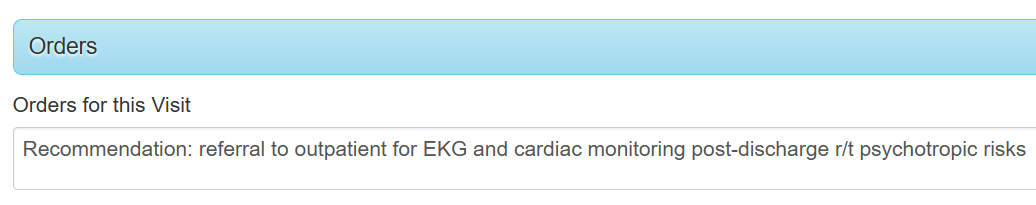 Orders
Orders for this Visit
Recommendation: referral to outpatient for EKG and cardiac monitoring post-discharge r/t psychotropic risks